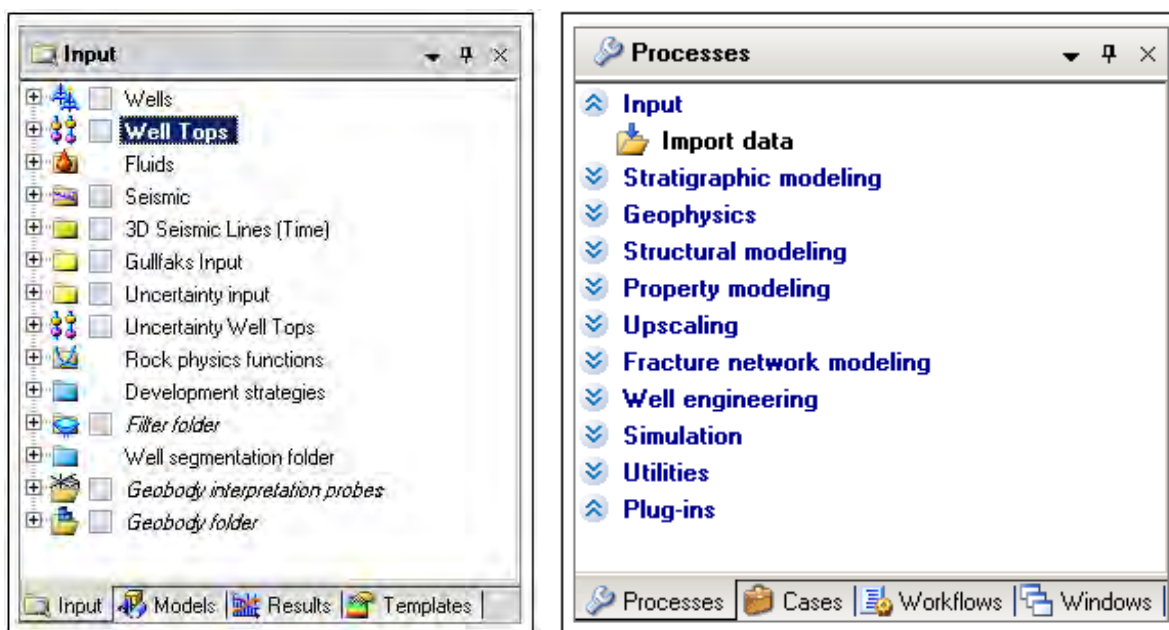 Input
Wells
Well Tops
Fluids
Seismic
3D Seismic Lines (Time)
Gullfaks Input
Uncertainty input
Uncertainty Well Tops
Rock physics functions
Development strategies
Filter folder
Well segmentation folder
Geobody interpretation probes
Geobody folder
Input Models Results Templates
Processes
Input
Import data
Stratigraphic modeling
Geophysics
Structural modeling
Property modeling
Upscaling
Fracture network modeling
Well engineering
Simulation
Utilities
Plug-ins
Processes Cases Workflows Windows